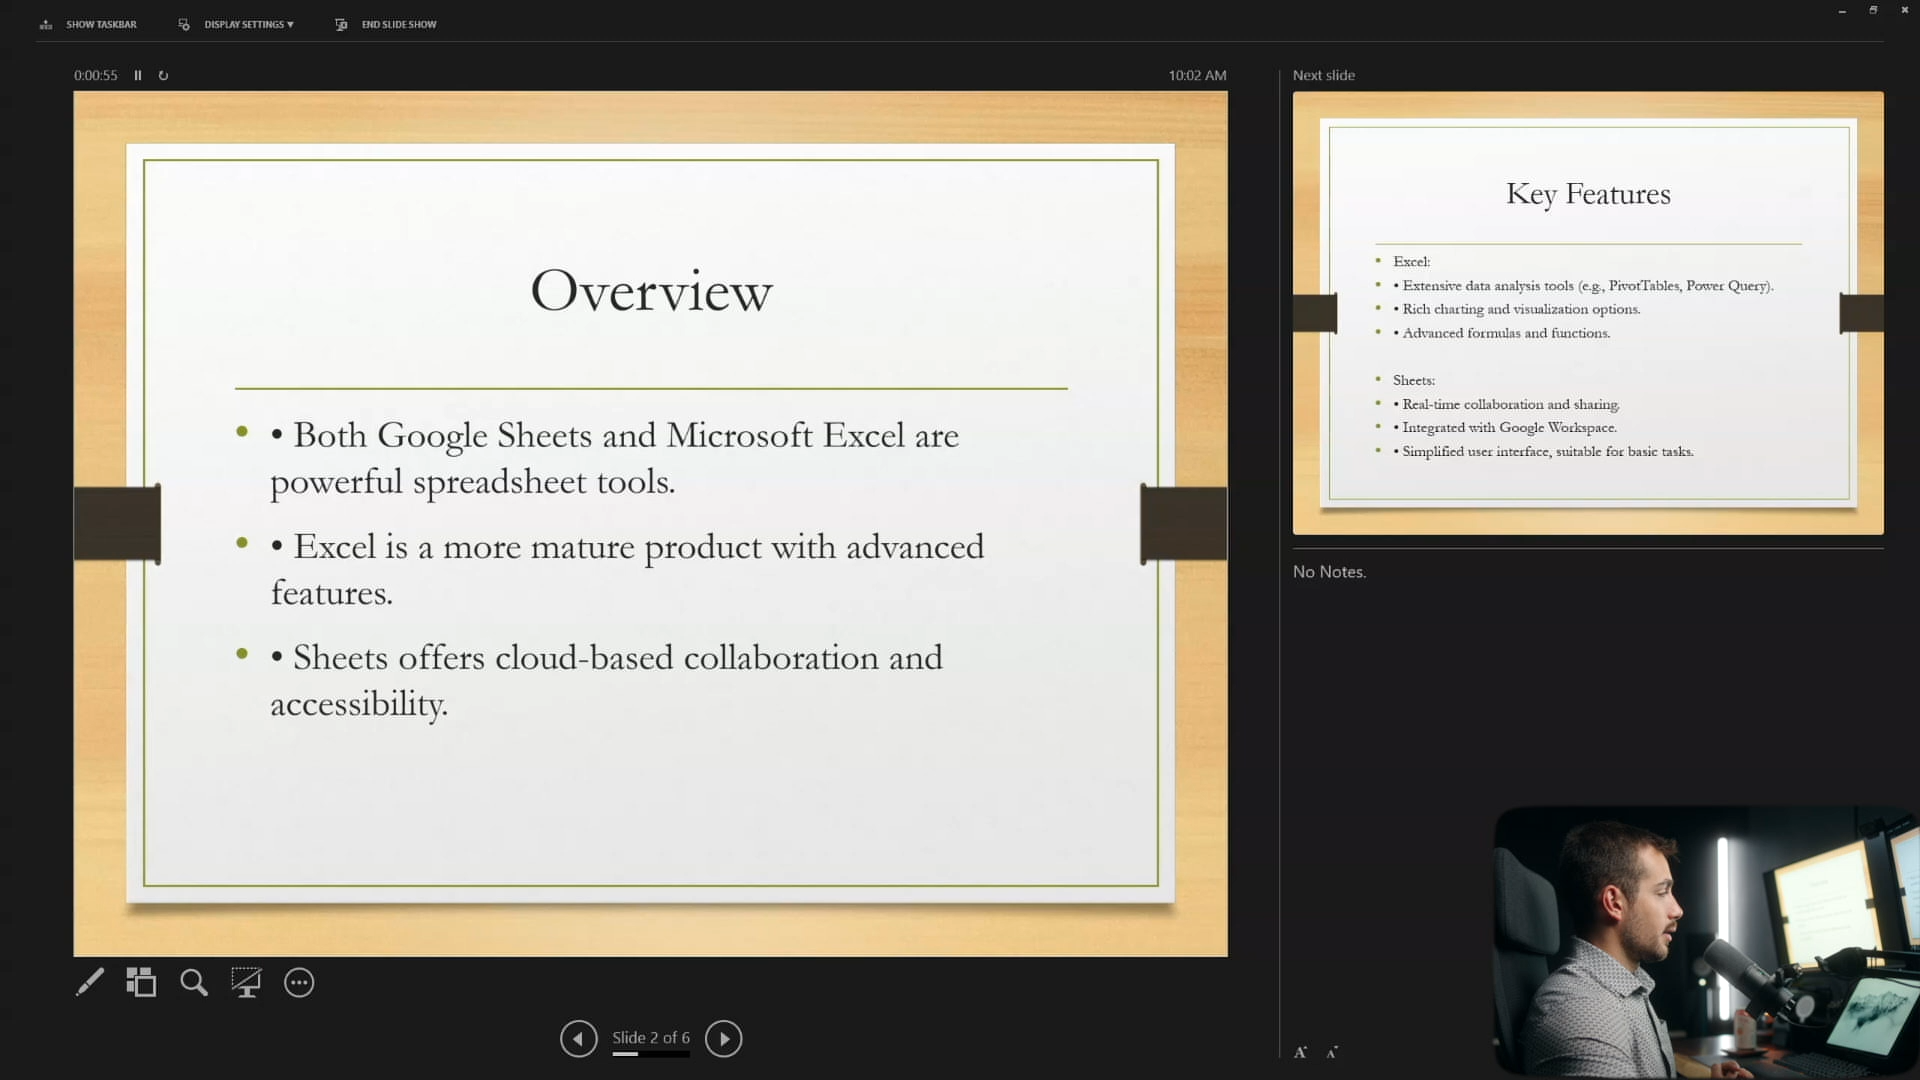 SHOW TASKBAR
DISPLAY SETTINGS ▼
END SLIDE SHOW
0:00:55
10:02 AM
Overview
• • Both Google Sheets and Microsoft Excel are
powerful spreadsheet tools.
• • Excel is a more mature product with advanced
features.
• • Sheets offers cloud-based collaboration and
accessibility.
Slide 2 of 6
Next slide
Key Features
• Excel:
• • Extensive data analysis tools (e.g., PivotTables, Power Query).
• • Rich charting and visualization options.
• • Advanced formulas and functions.
• Sheets:
• • Real-time collaboration and sharing.
• • Integrated with Google Workspace.
• • Simplified user interface, suitable for basic tasks.
No Notes.
A A